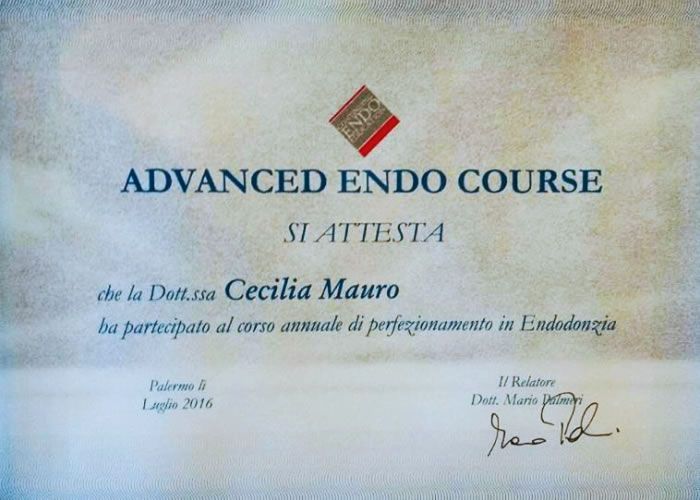 ENDO
ADVANCED ENDO COURSE
SI ATTESTA
che la Dott.ssa Cecilia Mauro
ha partecipato al corso annuale di perfezionamento in Endodonzia
Palermo lì
Luglio 2016
Il Relatore
Dott. Mario Palmeri